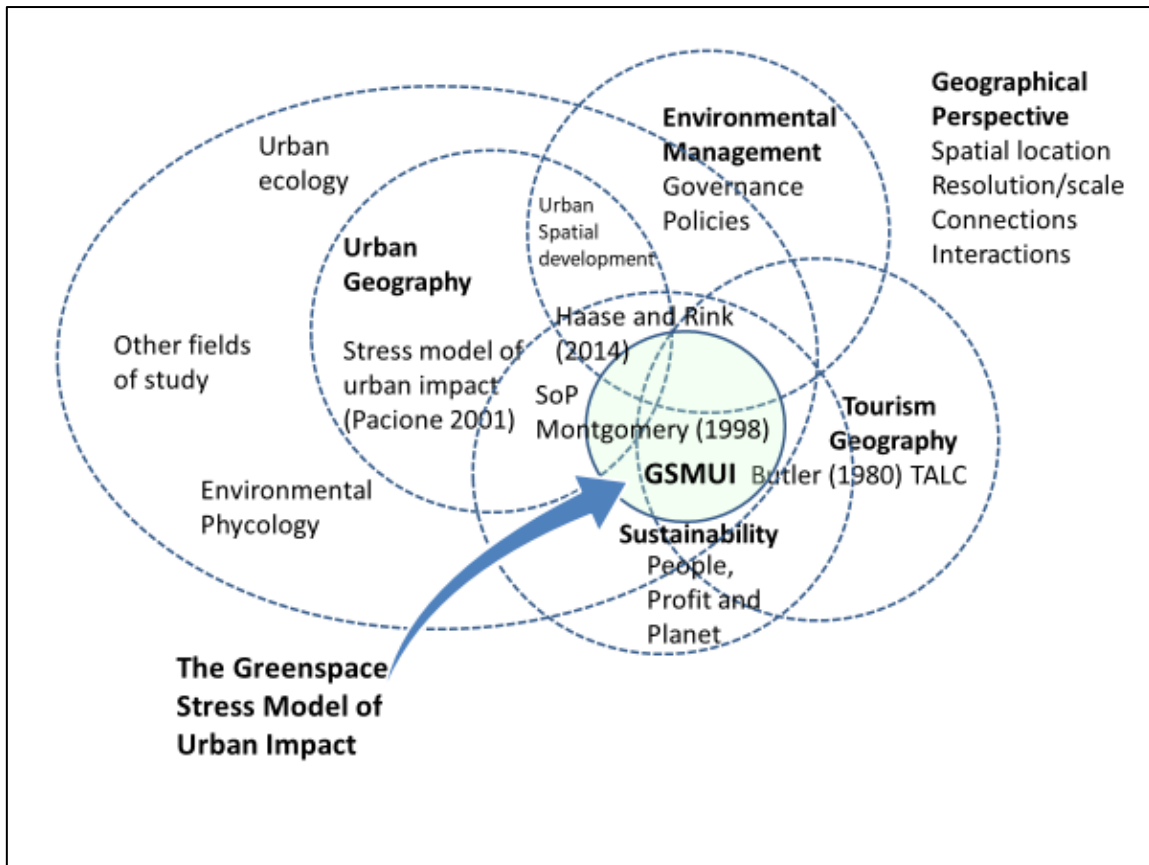 Geographical
Perspective
Spatial location
Resolution/scale
Connections
Interactions
Environmental
Management
Governance
Policies
Urban
ecology
Urban
Spatial
development
Urban
Geography
Haase and Rink
(2014)
Other fields
of study
Stress model of
urban impact
(Pacione 2001)
SoP
Montgomery (1998)
Tourism
Geography
GSMUI
Butler (1980) TALC
Environmental
Phycology
Sustainability
People,
Profit and
Planet
The Greenspace
Stress Model of
Urban Impact